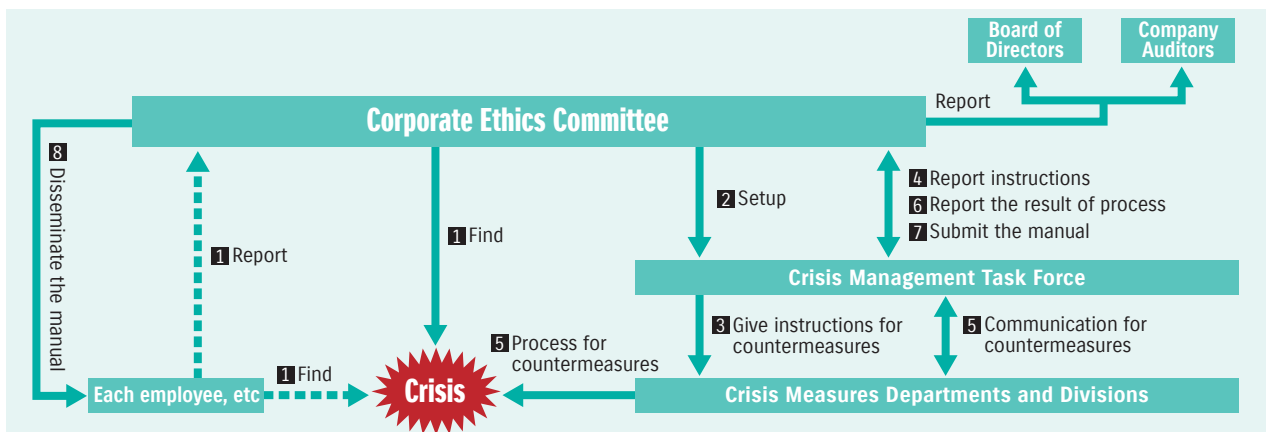 Board of
Directors
Company
Auditors
Report
Corporate Ethics Committee
8 Disseminate the manual
1 Report
1 Find
2 Setup
4 Report instructions
6 Report the result of process
7 Submit the manual
Crisis Management Task Force
3 Give instructions for
countermeasures
5 Communication for
countermeasures
5 Process for
countermeasures
Each employee, etc
1 Find
Crisis
Crisis Measures Departments and Divisions